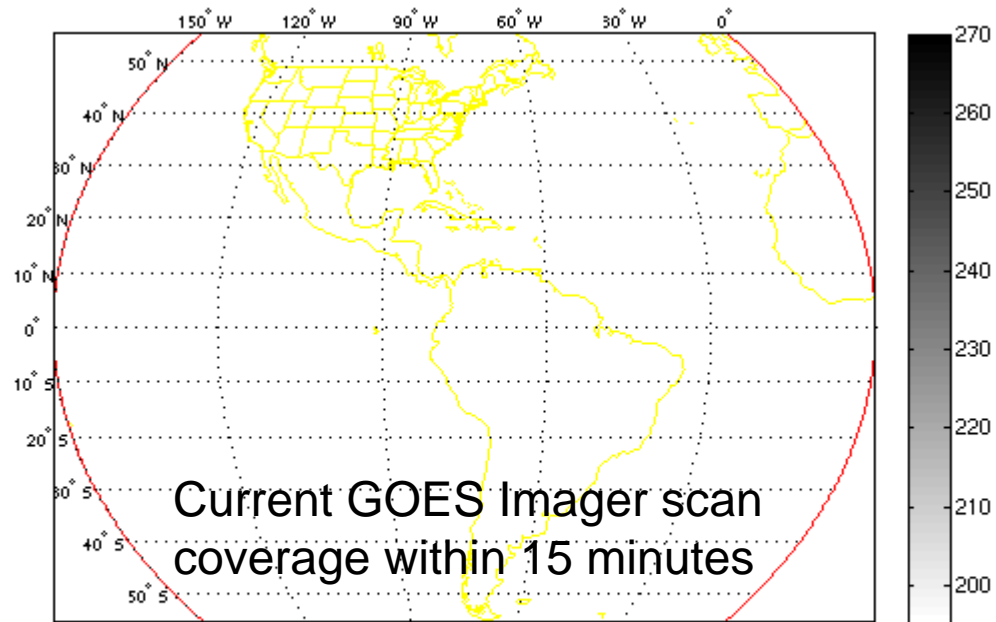 150° W 120° W 90° W 60° W 30° W 0°
270
50° N
260
40° N
250
30° N
20° N
240
10° N
0°
230
10° S
220
20° S
30° S
Current GOES Imager scan
210
coverage within 15 minutes
40° S
200
50° S